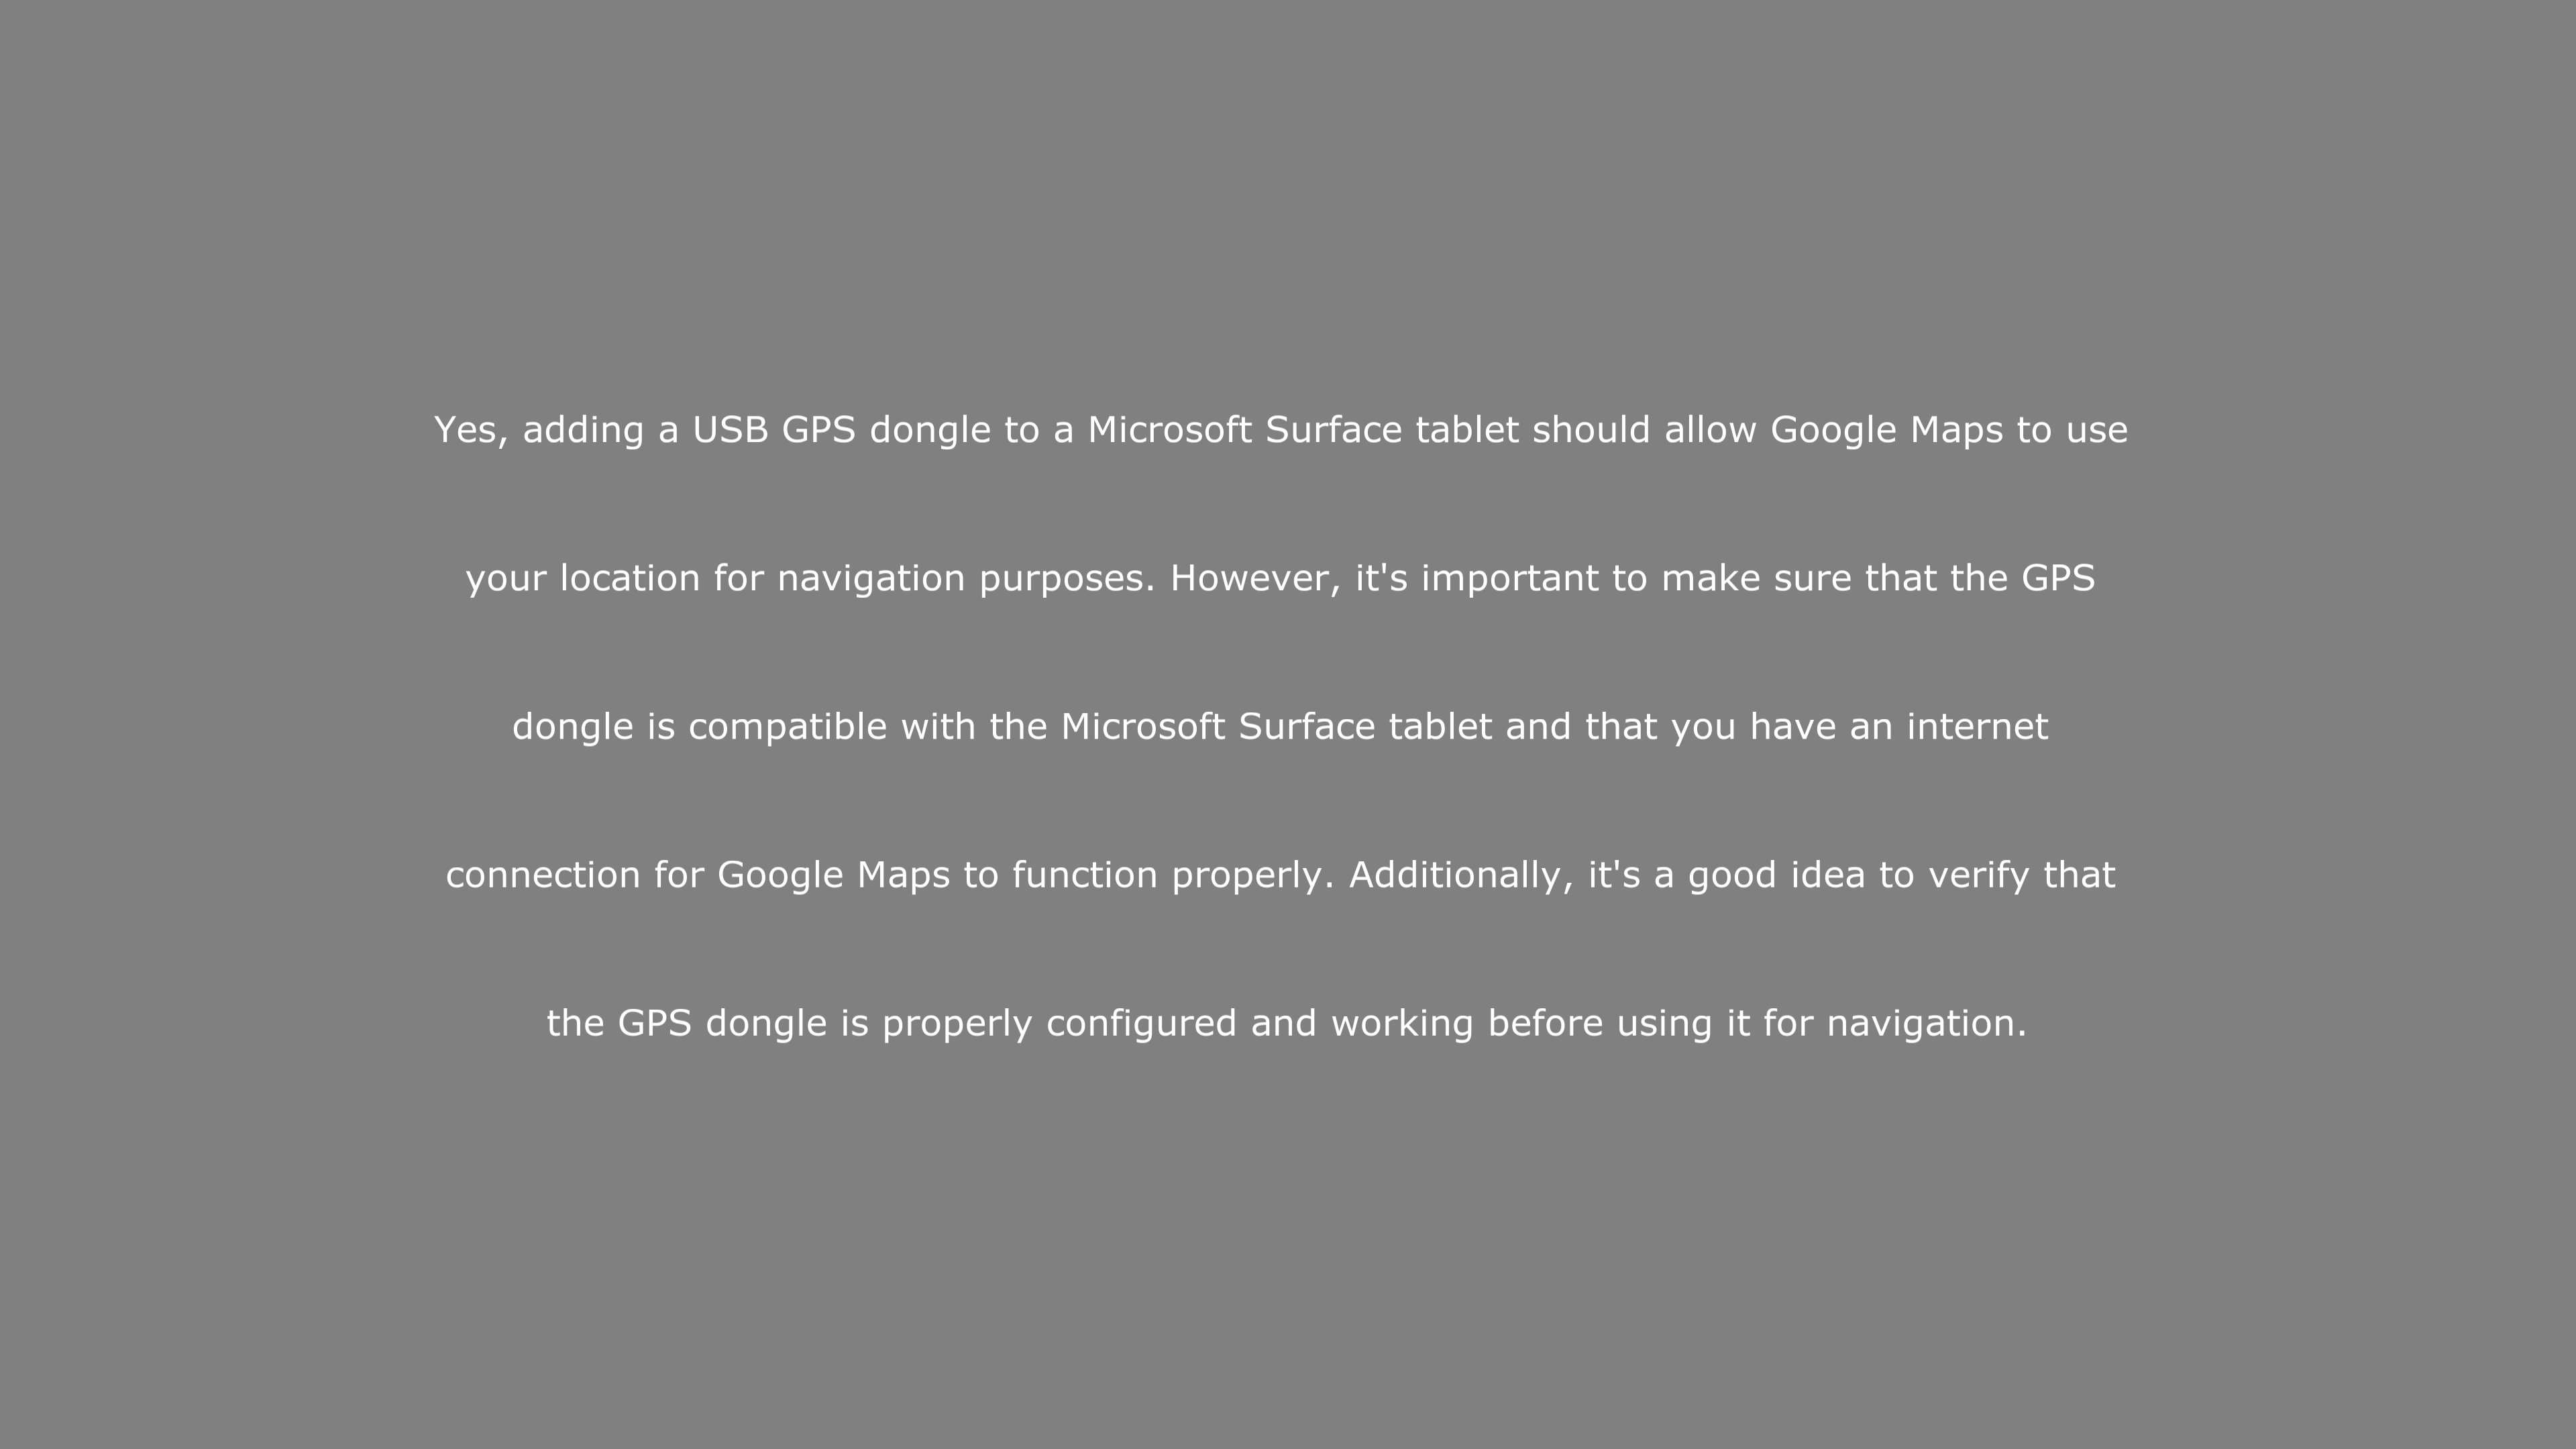 Yes, adding a USB GPS dongle to a Microsoft Surface tablet should allow Google Maps to use
your location for navigation purposes. However, it's important to make sure that the GPS
dongle is compatible with the Microsoft Surface tablet and that you have an internet
connection for Google Maps to function properly. Additionally, it's a good idea to verify that
the GPS dongle is properly configured and working before using it for navigation.